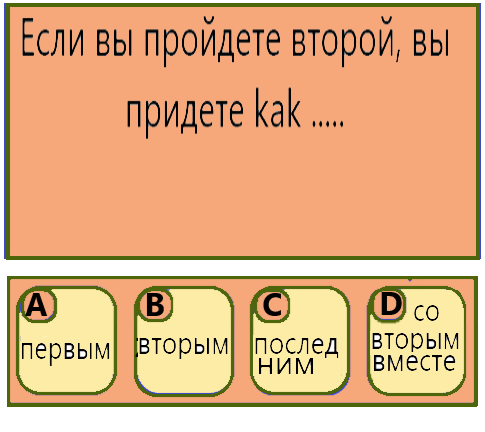 Если вы пройдете второй, вы
придете kak .....
A
первым
B
вторым
C
послед
ним
D
со
вторым
вместе